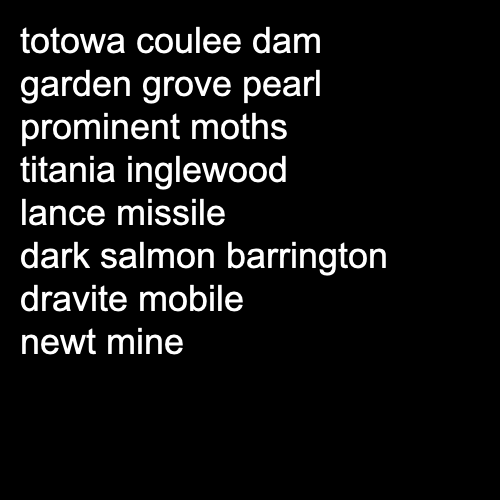 totowa coulee dam
garden grove pearl
prominent moths
titania inglewood
lance missile
dark salmon barrington
dravite mobile
newt mine